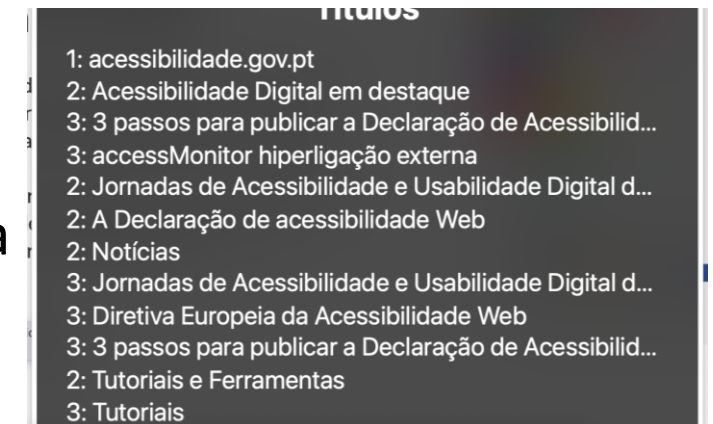 Títulos
1: acessibilidade.gov.pt
2: Acessibilidade Digital em destaque
3: 3 passos para publicar a Declaração de Acessibilid...
3: accessMonitor hiperligação externa
2: Jornadas de Acessibilidade e Usabilidade Digital d...
2: A Declaração de acessibilidade Web
2: Notícias
3: Jornadas de Acessibilidade e Usabilidade Digital d...
3: Diretiva Europeia da Acessibilidade Web
3: 3 passos para publicar a Declaração de Acessibilid...
2: Tutoriais e Ferramentas
3: Tutoriais